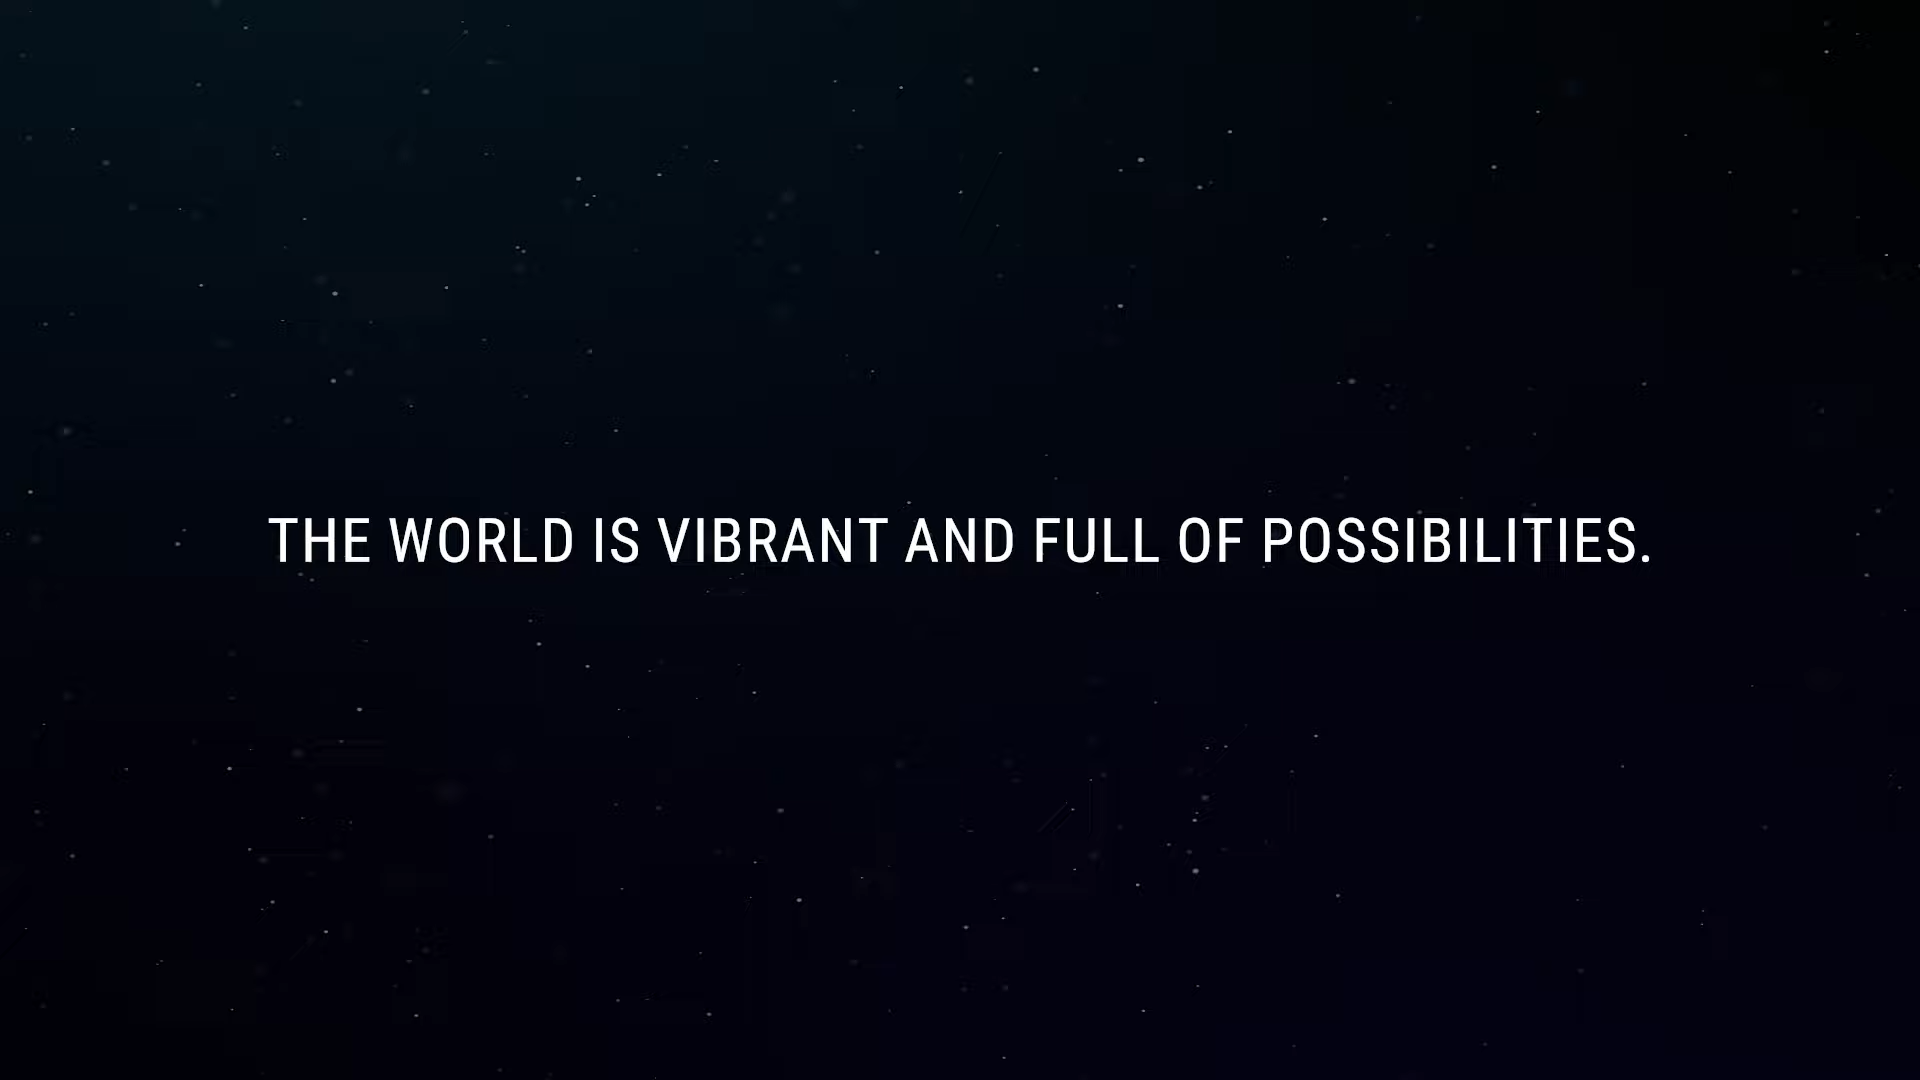 THE WORLD IS VIBRANT AND FULL OF POSSIBILITIES.